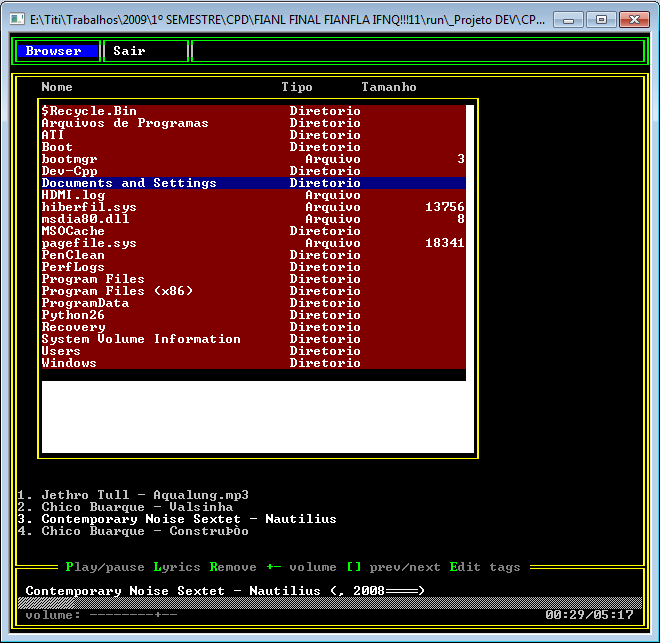 E:\Titi\Trabalhos\2009\1º SEMESTRE\CPD\FIANL FINAL FIANFLA IFNQ!!!11\run\_Projeto DEV\CP...
Browser Sair
Nome Tipo Tamanho
$Recycle.Bin Diretorio
Arquivos de Programas Diretorio
ATI Diretorio
Boot Diretorio
bootmgr Arquivo 3
Dev-Cpp Diretorio
Documents and Settings Diretorio
HDMI.log Arquivo
hiberfil.sys Arquivo 13756
msdia80.dll Arquivo 8
MSOCache Diretorio
pagefile.sys Arquivo 18341
PenClean Diretorio
PerfLogs Diretorio
Program Files Diretorio
Program Files (x86) Diretorio
ProgramData Diretorio
Python26 Diretorio
Recovery Diretorio
System Volume Information Diretorio
Users Diretorio
Windows Diretorio
1. Jethro Tull - Aqualung.mp3
2. Chico Buarque - Valsinha
3. Contemporary Noise Sextet - Nautilius
4. Chico Buarque - ConstruÞÒo
Play/pause Lyrics Remove +- volume [] prev/next Edit tags
Contemporary Noise Sextet - Nautilius (, 2008════)
volume: --------+-- 00:29/05:17